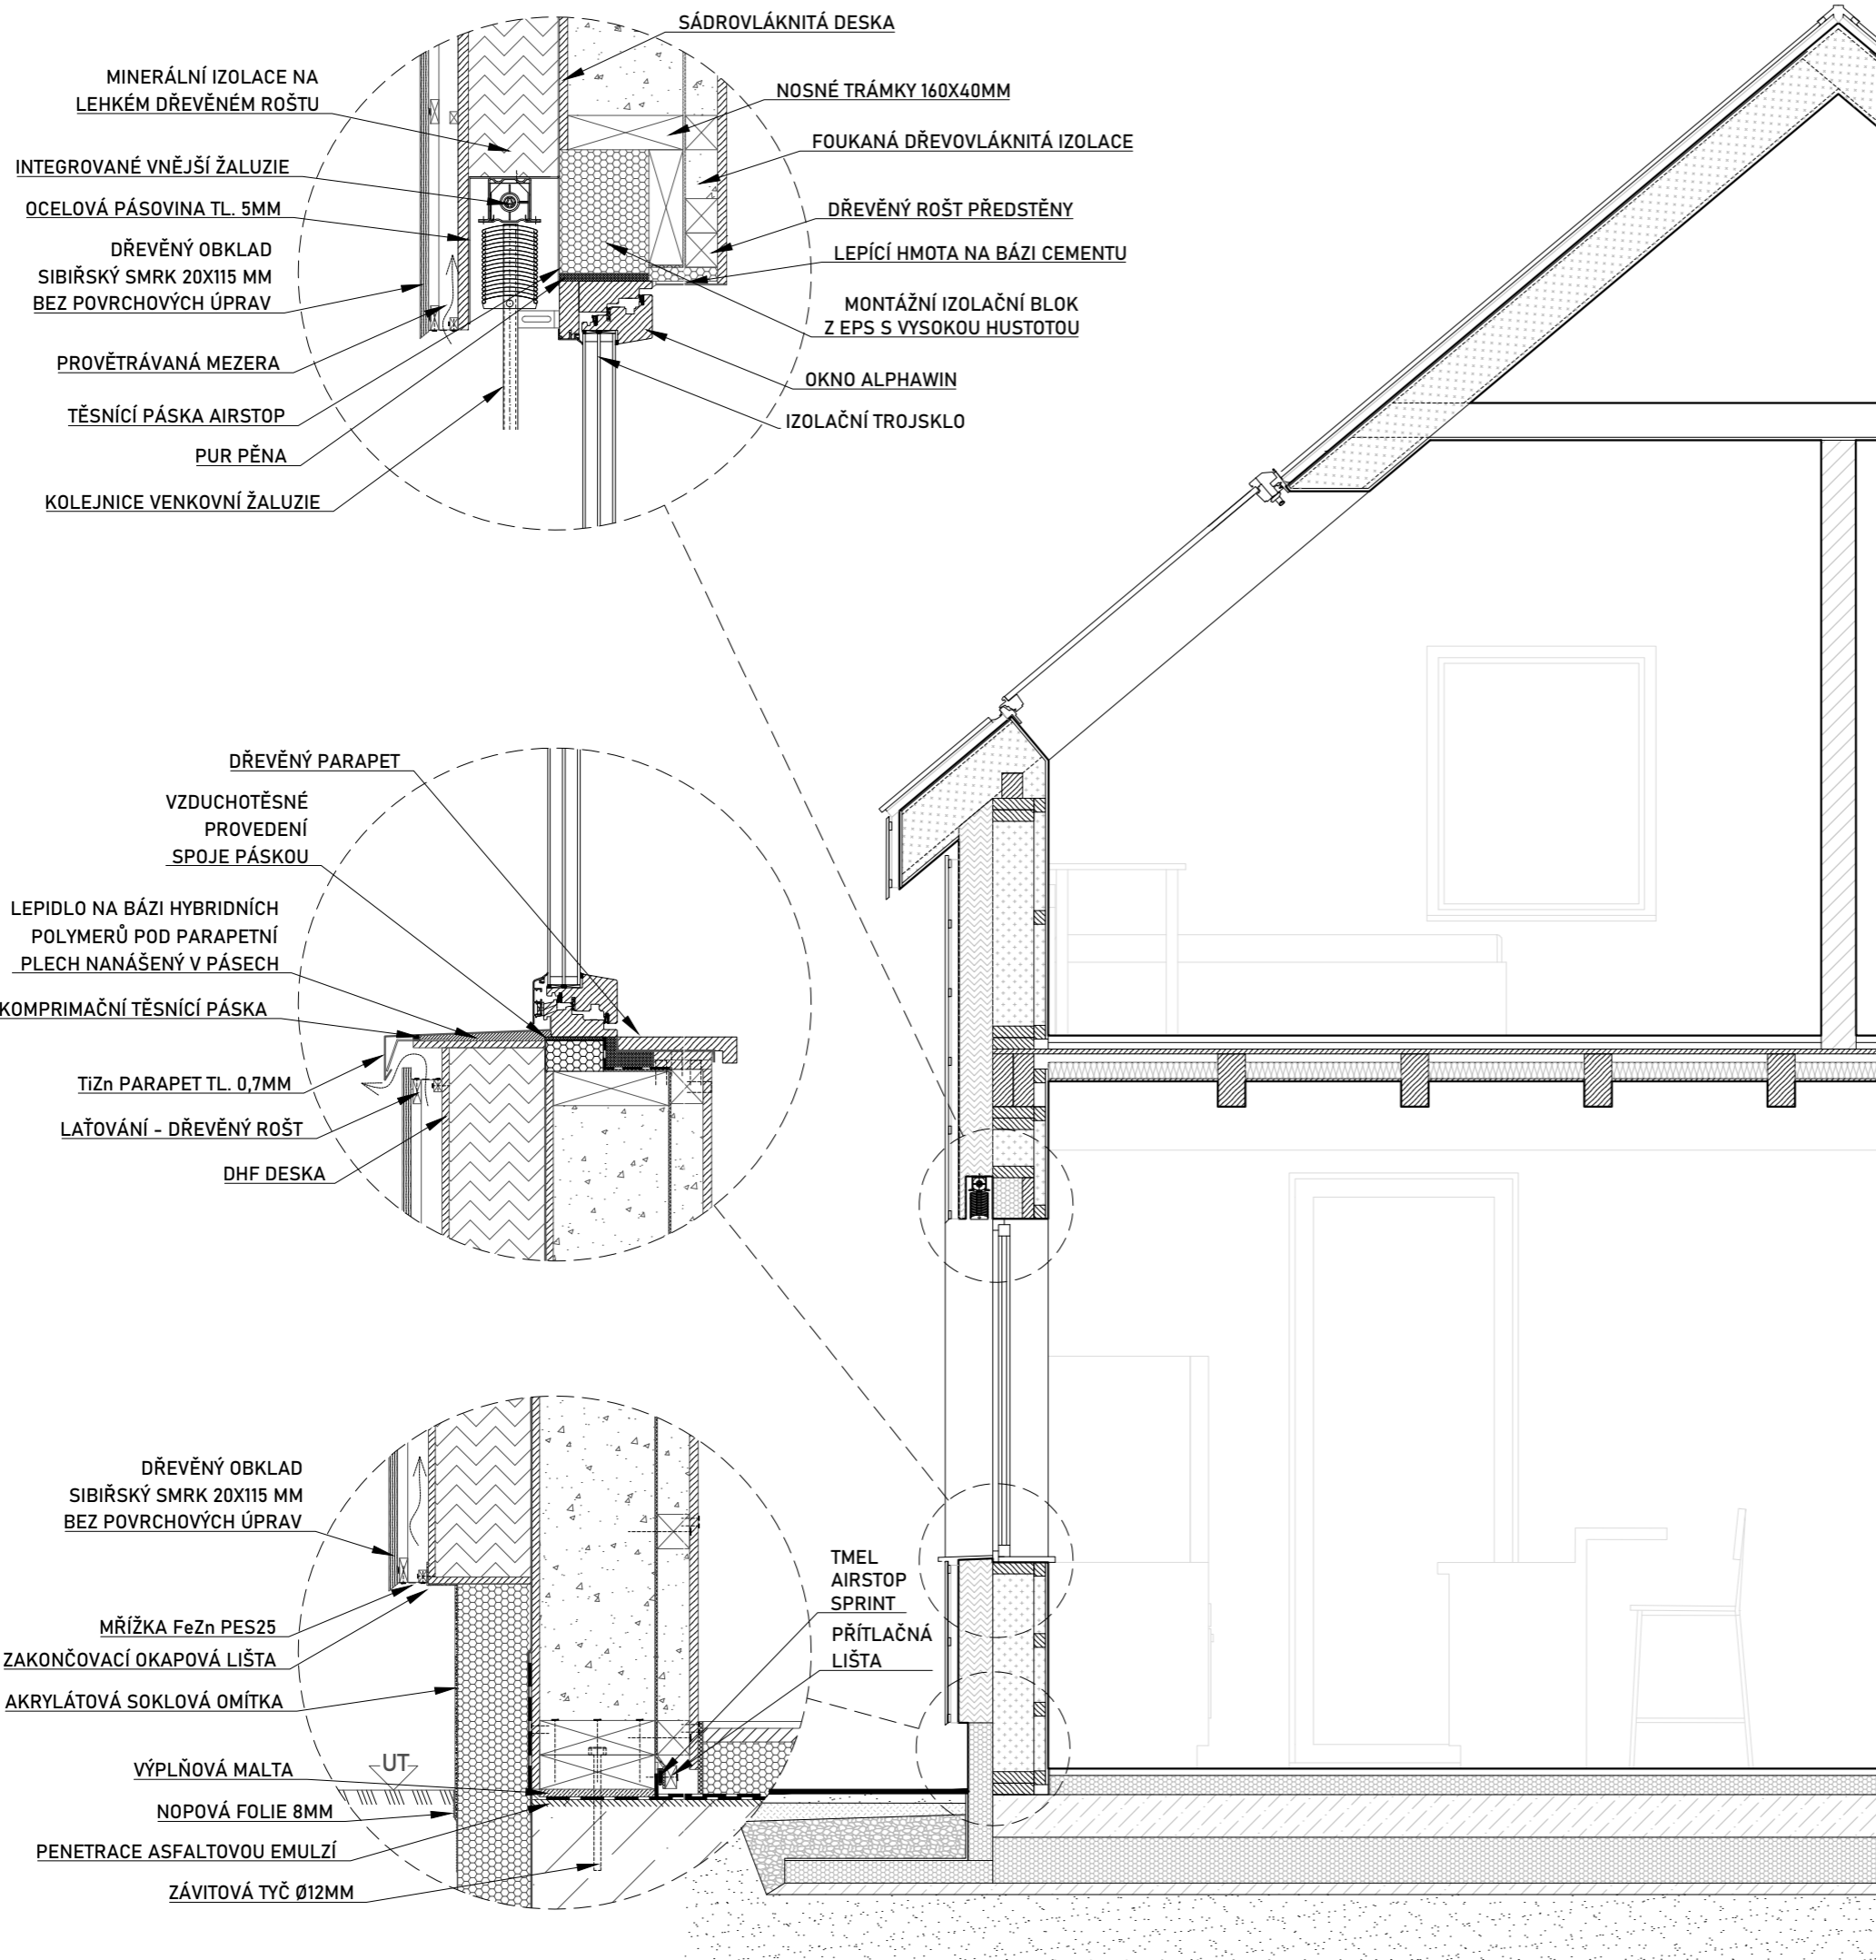 SÁDROVLÁKNITÁ DESKA
MINERÁLNÍ IZOLACE NA
LEHKÉM DŘEVĚNÉM ROŠTU
NOSNÉ TRÁMKY 160X40MM
FOUKANÁ DŘEVOVLÁKNITÁ IZOLACE
INTEGROVANÉ VNĚJŠÍ ŽALUZIE
OCELOVÁ PÁSOVINA TL. 5MM
DŘEVĚNÝ ROŠT PŘEDSTĚNY
DŘEVĚNÝ OBKLAD
SIBIŘSKÝ SMRK 20X115 MM
BEZ POVRCHOVÝCH ÚPRAV
LEPÍCÍ HMOTA NA BÁZI CEMENTU
MONTÁŽNÍ IZOLAČNÍ BLOK
Z EPS S VYSOKOU HUSTOTOU
PROVĚTRÁVANÁ MEZERA
OKNO ALPHAWIN
TĚSNÍCÍ PÁSKA AIRSTOP
IZOLAČNÍ TROJSKLO
PUR PĚNA
KOLEJNICE VENKOVNÍ ŽALUZIE
DŘEVĚNÝ PARAPET
VZDUCHOTĚSNÉ
PROVEDENÍ
SPOJE PÁSKOU
LEPIDLO NA BÁZI HYBRIDNÍCH
POLYMERŮ POD PARAPETNÍ
PLECH NANÁŠENÝ V PÁSECH
KOMPRIMAČNÍ TĚSNÍCÍ PÁSKA
TiZn PARAPET TL. 0,7MM
LAŤOVÁNÍ - DŘEVĚNÝ ROŠT
DHF DESKA
DŘEVĚNÝ OBKLAD
SIBIŘSKÝ SMRK 20X115 MM
BEZ POVRCHOVÝCH ÚPRAV
TMEL
AIRSTOP
SPRINT
PŘÍTLAČNÁ
LIŠTA
MŘÍŽKA FeZn PES25
ZAKONČOVACÍ OKAPOVÁ LIŠTA
AKRYLÁTOVÁ SOKLOVÁ OMÍTKA
UT
VÝPLŇOVÁ MALTA
NOPOVÁ FOLIE 8MM
PENETRACE ASFALTOVOU EMULZÍ
ZÁVITOVÁ TYČ Ø12MM